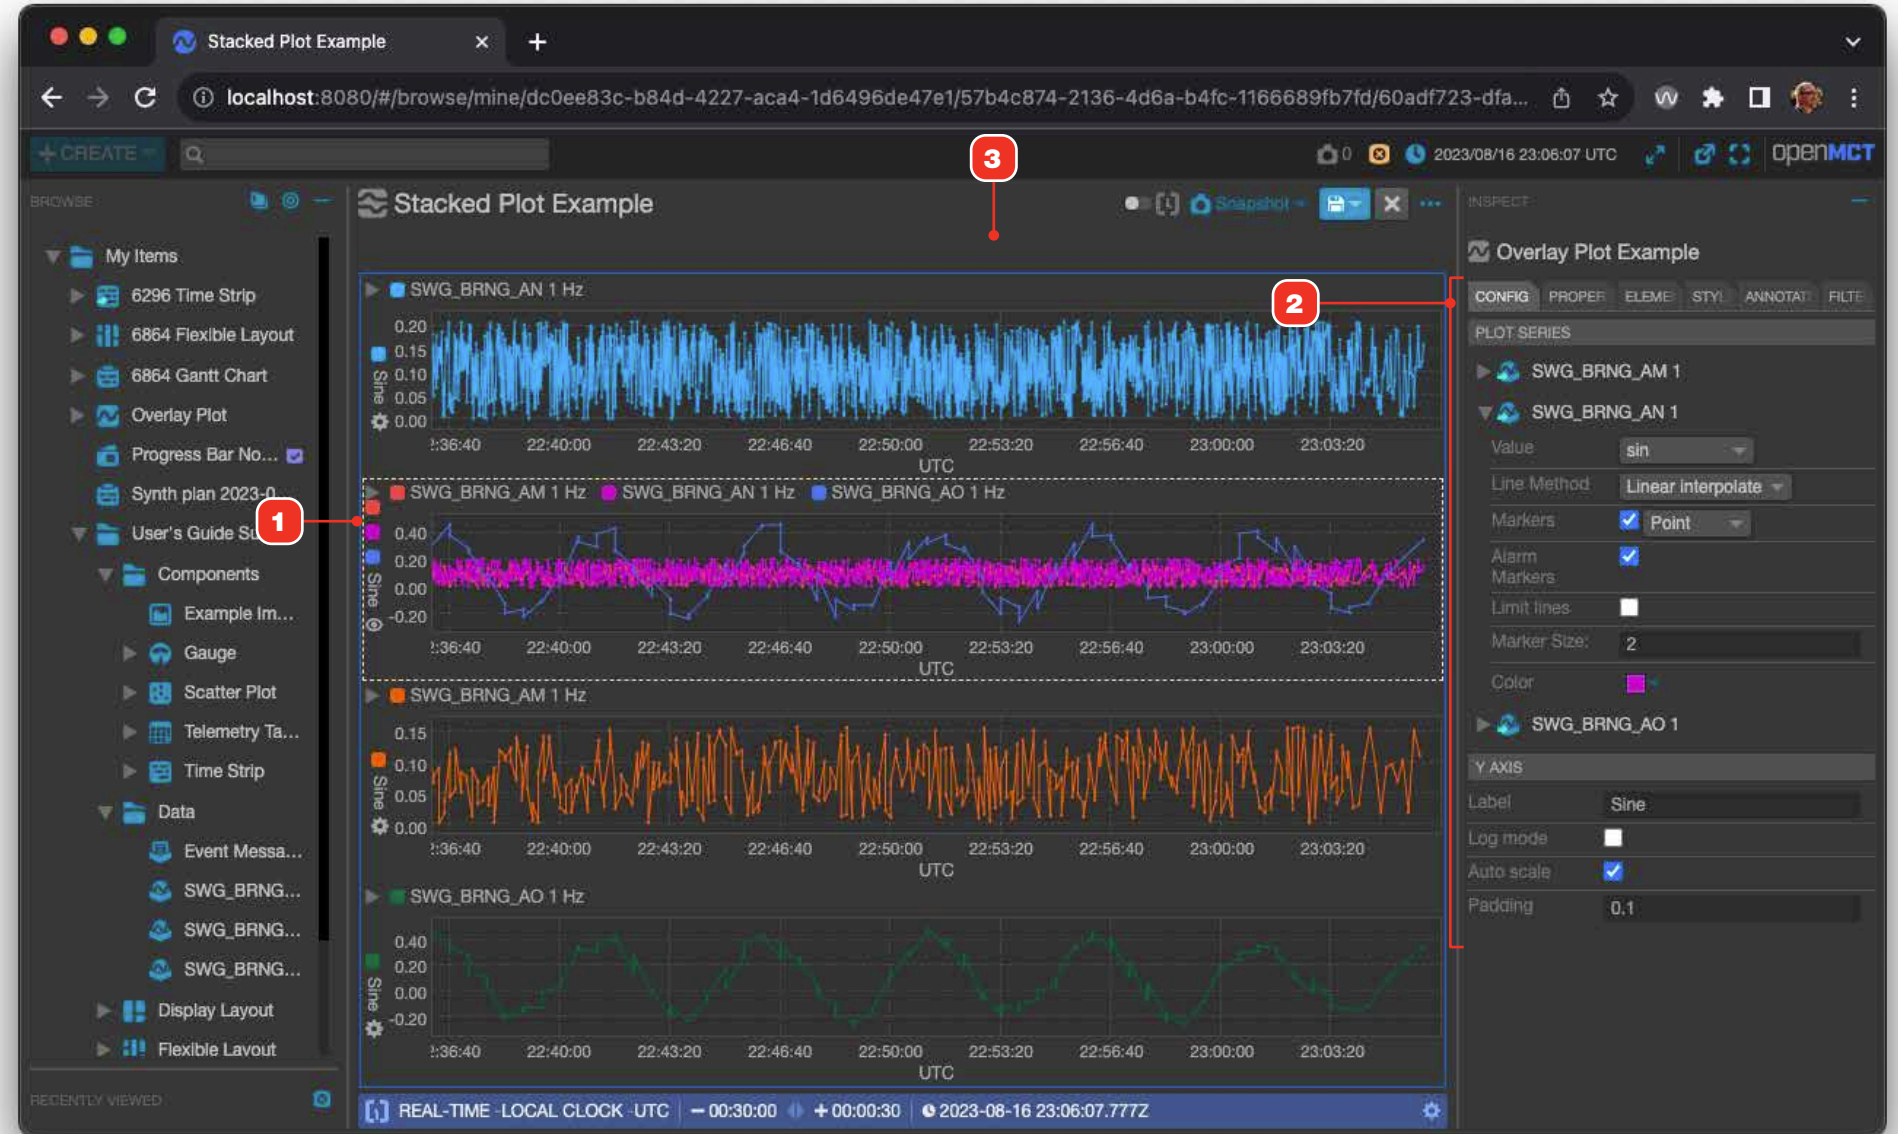 Stacked Plot Example
localhost:8080/#/browse/mine/dc0ee83c-b84d-4227-aca4-1d6496de47e1/57b4c874-2136-4d6a-b4fc-1166689fb7fd/60adf723-dfa...
+CREATE
3
0
2023/08/16 23:06:07 UTC
openMCT
BROWSE
My Items
6296 Time Strip
6864 Flexible Layout
6864 Gantt Chart
Overlay Plot
Progress Bar No...
Synth plan 2023-0...
1
User's Guide Su
Components
Example Im...
Gauge
Scatter Plot
Telemetry Ta...
Time Strip
Data
Event Messa...
SWG_BRNG...
SWG_BRNG...
SWG_BRNG...
Display Layout
Flexible Layout
RECENTLY VIEWED
Stacked Plot Example
Snapshot
SWG_BRNG_AN 1 Hz
0.20
0.15
0.10
0.05
0.00
Sine
2:36:40 22:40:00 22:43:20 22:46:40 22:50:00 22:53:20 22:56:40 23:00:00 23:03:20
UTC
SWG_BRNG_AM 1 Hz SWG_BRNG_AN 1 Hz SWG_BRNG_AO 1 Hz
0.40
0.20
0.00
-0.20
Sine
2:36:40 22:40:00 22:43:20 22:46:40 22:50:00 22:53:20 22:56:40 23:00:00 23:03:20
UTC
SWG_BRNG_AM 1 Hz
0.15
0.10
0.05
0.00
Sine
2:36:40 22:40:00 22:43:20 22:46:40 22:50:00 22:53:20 22:56:40 23:00:00 23:03:20
UTC
SWG_BRNG_AO 1 Hz
0.40
0.20
0.00
-0.20
Sine
2:36:40 22:40:00 22:43:20 22:46:40 22:50:00 22:53:20 22:56:40 23:00:00 23:03:20
UTC
REAL-TIME -LOCAL CLOCK -UTC - 00:30:00 + 00:00:30 2023-08-16 23:06:07.777Z
INSPECT
Overlay Plot Example
2
CONFIG PROPER ELEME STYL ANNOTAT FILTE
PLOT SERIES
SWG_BRNG_AM 1
SWG_BRNG_AN 1
Value sin
Line Method Linear interpolate
Markers Point
Alarm
Markers
Limit lines
Marker Size: 2
Color
SWG_BRNG_AO 1
Y AXIS
Label Sine
Log mode
Auto scale
Padding 0.1